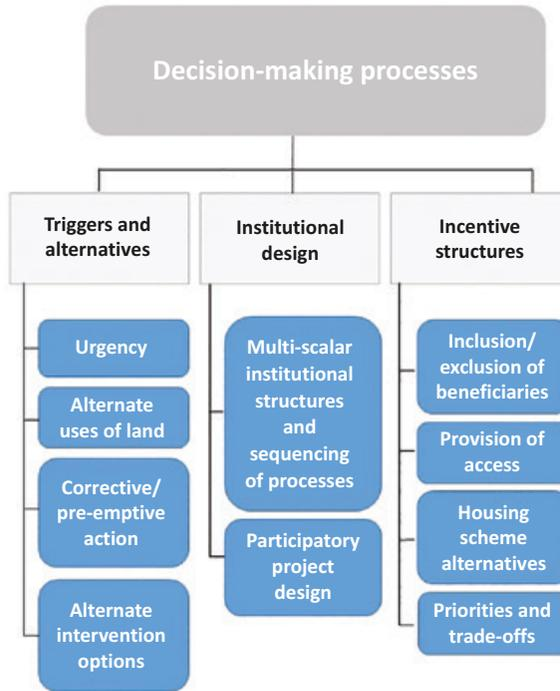 Decision-making processes
Triggers and
alternatives
Urgency
Alternate
uses of land
Corrective/
pre-emptive
action
Alternate
intervention
options
Institutional
design
Multi-scalar
institutional
structures
and
sequencing
of processes
Participatory
project
design
Incentive
structures
Inclusion/
exclusion of
beneficiaries
Provision of
access
Housing
scheme
alternatives
Priorities and
trade-offs